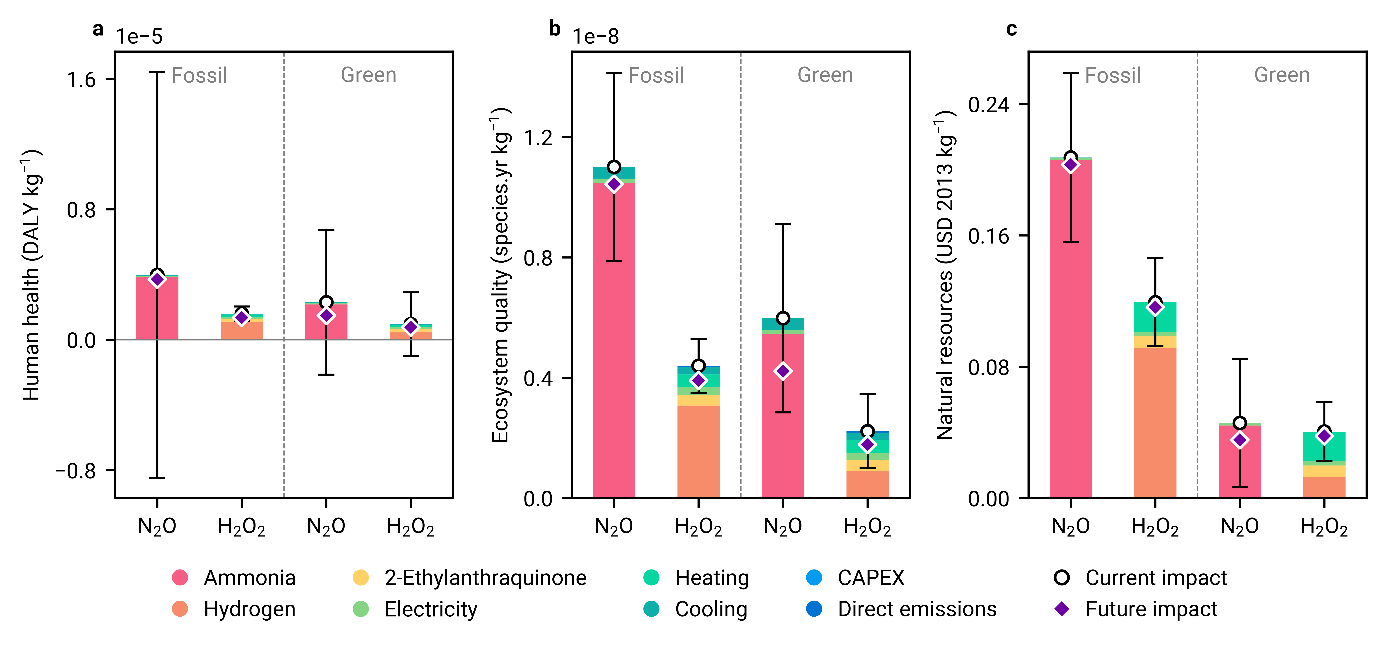 a
1e−5
Human health (DALY kg⁻¹)
1.6
0.8
0.0
−0.8
Fossil
Green
N₂O
H₂O₂
N₂O
H₂O₂
b
1e−8
Ecosystem quality (species.yr kg⁻¹)
1.2
0.8
0.4
0.0
Fossil
Green
N₂O
H₂O₂
N₂O
H₂O₂
c
Natural resources (USD 2013 kg⁻¹)
0.24
0.16
0.08
0.00
Fossil
Green
N₂O
H₂O₂
N₂O
H₂O₂
Ammonia
Hydrogen
2-Ethylanthraquinone
Electricity
Heating
Cooling
CAPEX
Direct emissions
Current impact
Future impact